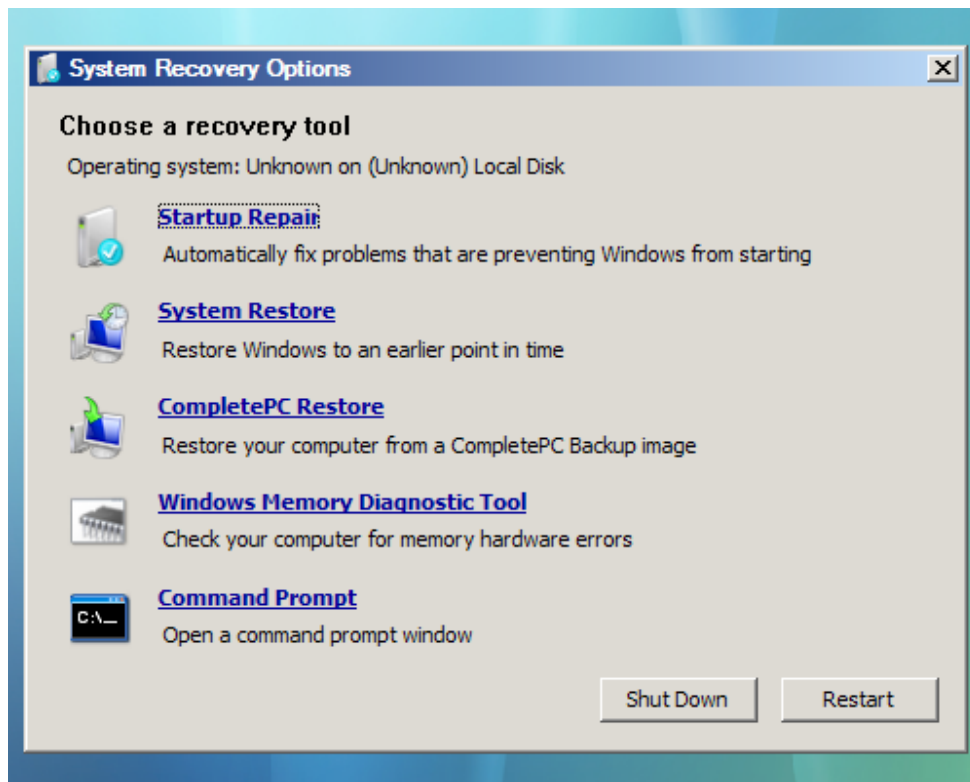 System Recovery Options
Choose a recovery tool
Operating system: Unknown on (Unknown) Local Disk
Startup Repair
Automatically fix problems that are preventing Windows from starting
System Restore
Restore Windows to an earlier point in time
CompletePC Restore
Restore your computer from a CompletePC Backup image
Windows Memory Diagnostic Tool
Check your computer for memory hardware errors
C:\_
Command Prompt
Open a command prompt window
Shut Down Restart